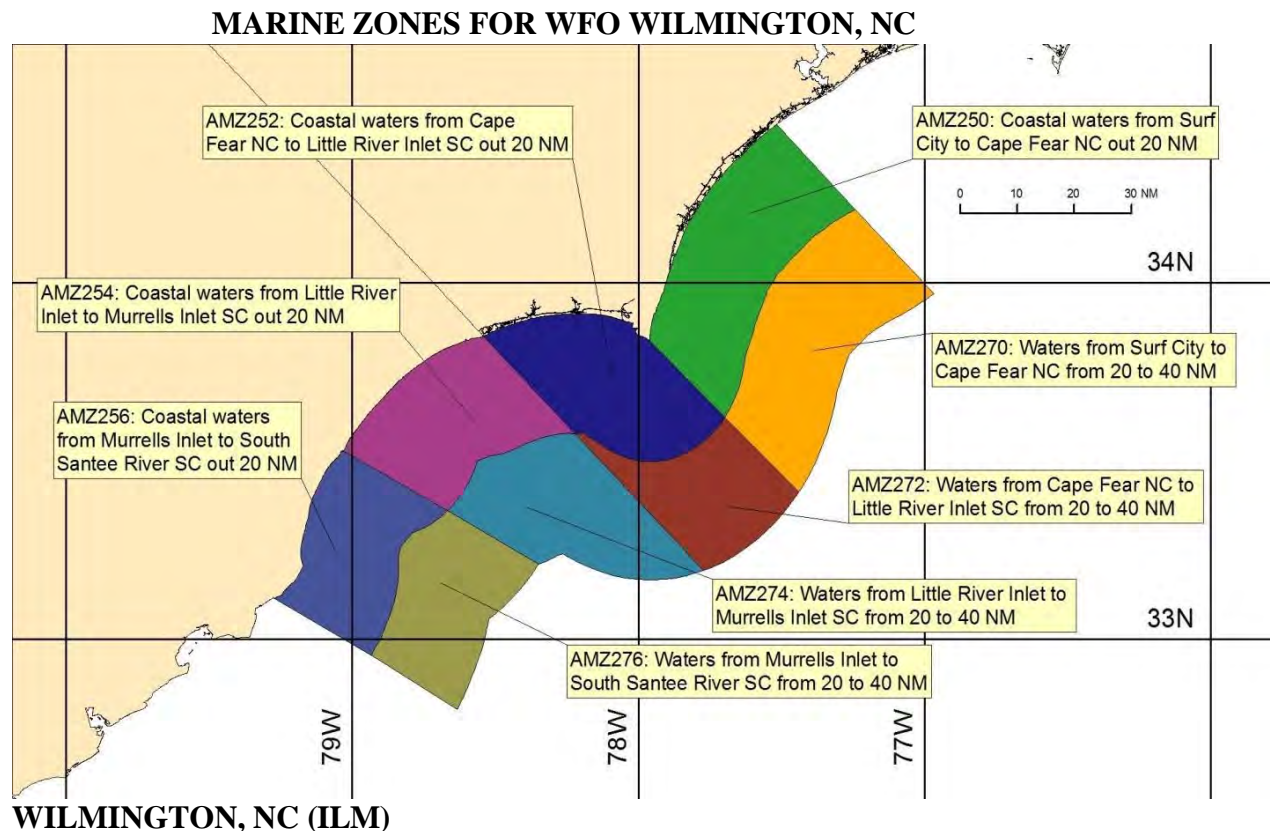 MARINE ZONES FOR WFO WILMINGTON, NC
AMZ252: Coastal waters from Cape
Fear NC to Little River Inlet SC out 20 NM
AMZ250: Coastal waters from Surf
City to Cape Fear NC out 20 NM
0 10 20 30 NM
34N
AMZ254: Coastal waters from Little River
Inlet to Murrells Inlet SC out 20 NM
AMZ270: Waters from Surf City to
Cape Fear NC from 20 to 40 NM
AMZ256: Coastal waters
from Murrells Inlet to South
Santee River SC out 20 NM
AMZ272: Waters from Cape Fear NC to
Little River Inlet SC from 20 to 40 NM
AMZ274: Waters from Little River Inlet to
Murrells Inlet SC from 20 to 40 NM
33N
AMZ276: Waters from Murrells Inlet to
South Santee River SC from 20 to 40 NM
79W
78W
77W
WILMINGTON, NC (ILM)